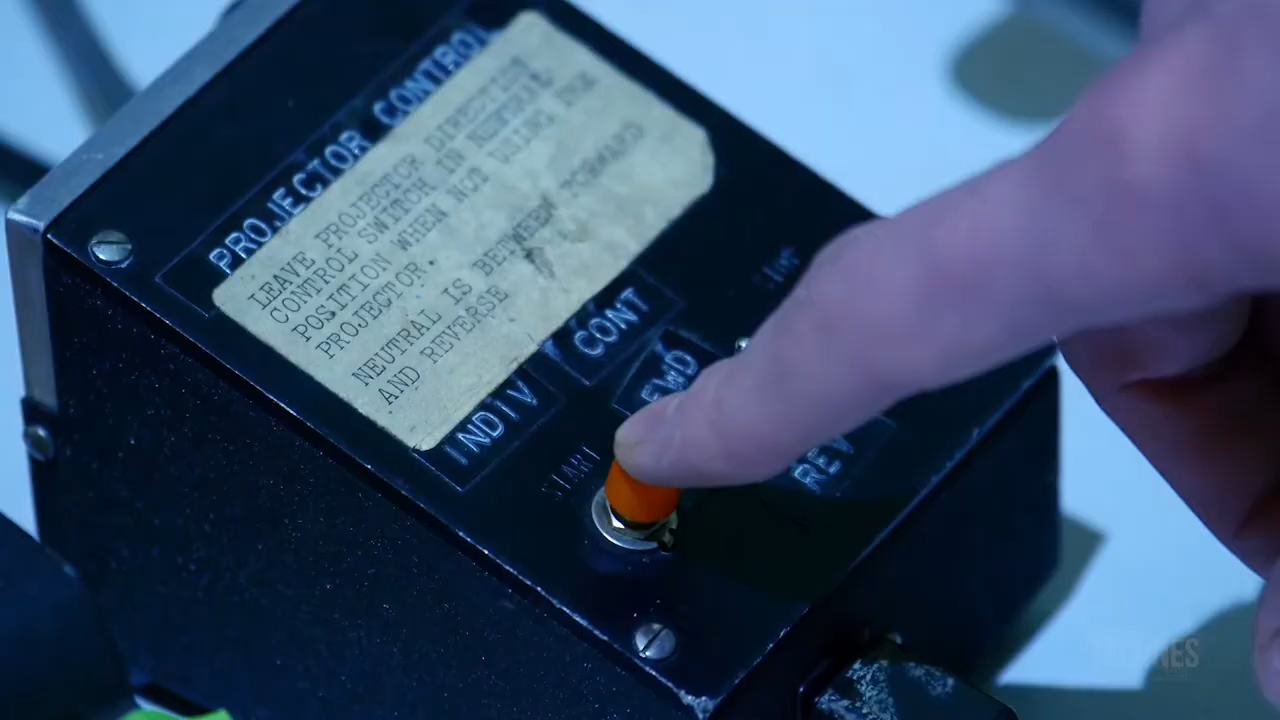 PROJECTOR CONTROL
LEAVE PROJECTOR DIRECTION
CONTROL SWITCH IN NEUTRAL
POSITION WHEN NOT USING THE
PROJECTOR.
NEUTRAL IS BETWEEN FORWARD
AND REVERSE
INDIV
CONT
STOP
FWD
START
REV